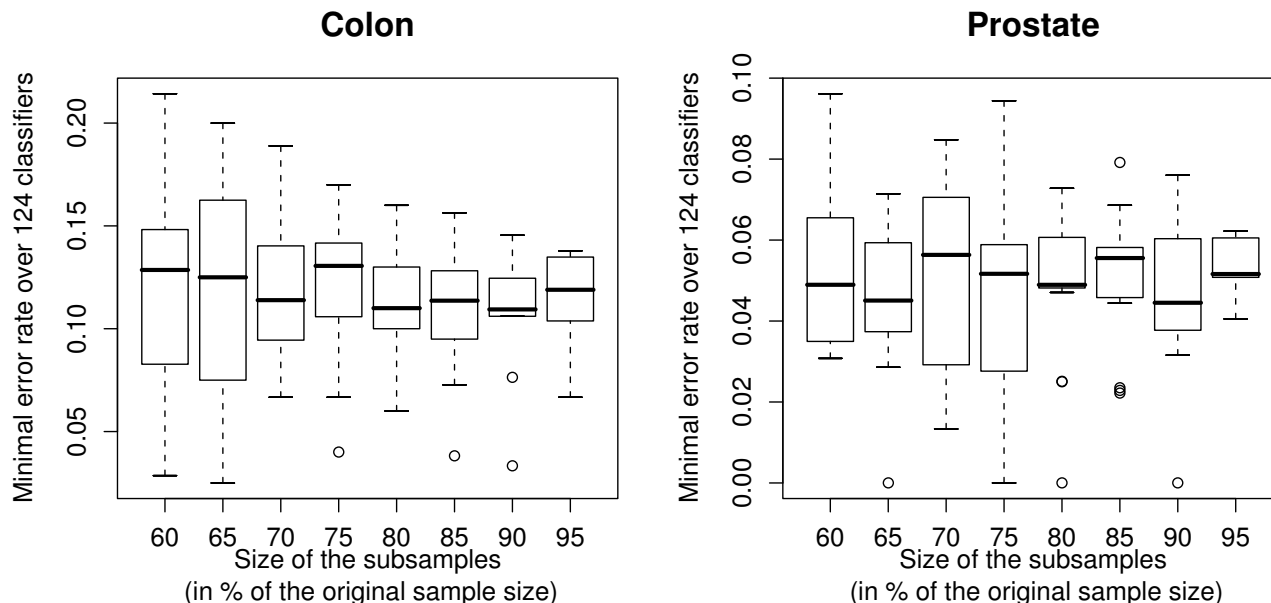 Colon
Minimal error rate over 124 classifiers
0.20
0.15
0.10
0.05
60 65 70 75 80 85 90 95
Size of the subsamples
(in % of the original sample size)
Prostate
Minimal error rate over 124 classifiers
0.10
0.08
0.06
0.04
0.02
0.00
60 65 70 75 80 85 90 95
Size of the subsamples
(in % of the original sample size)